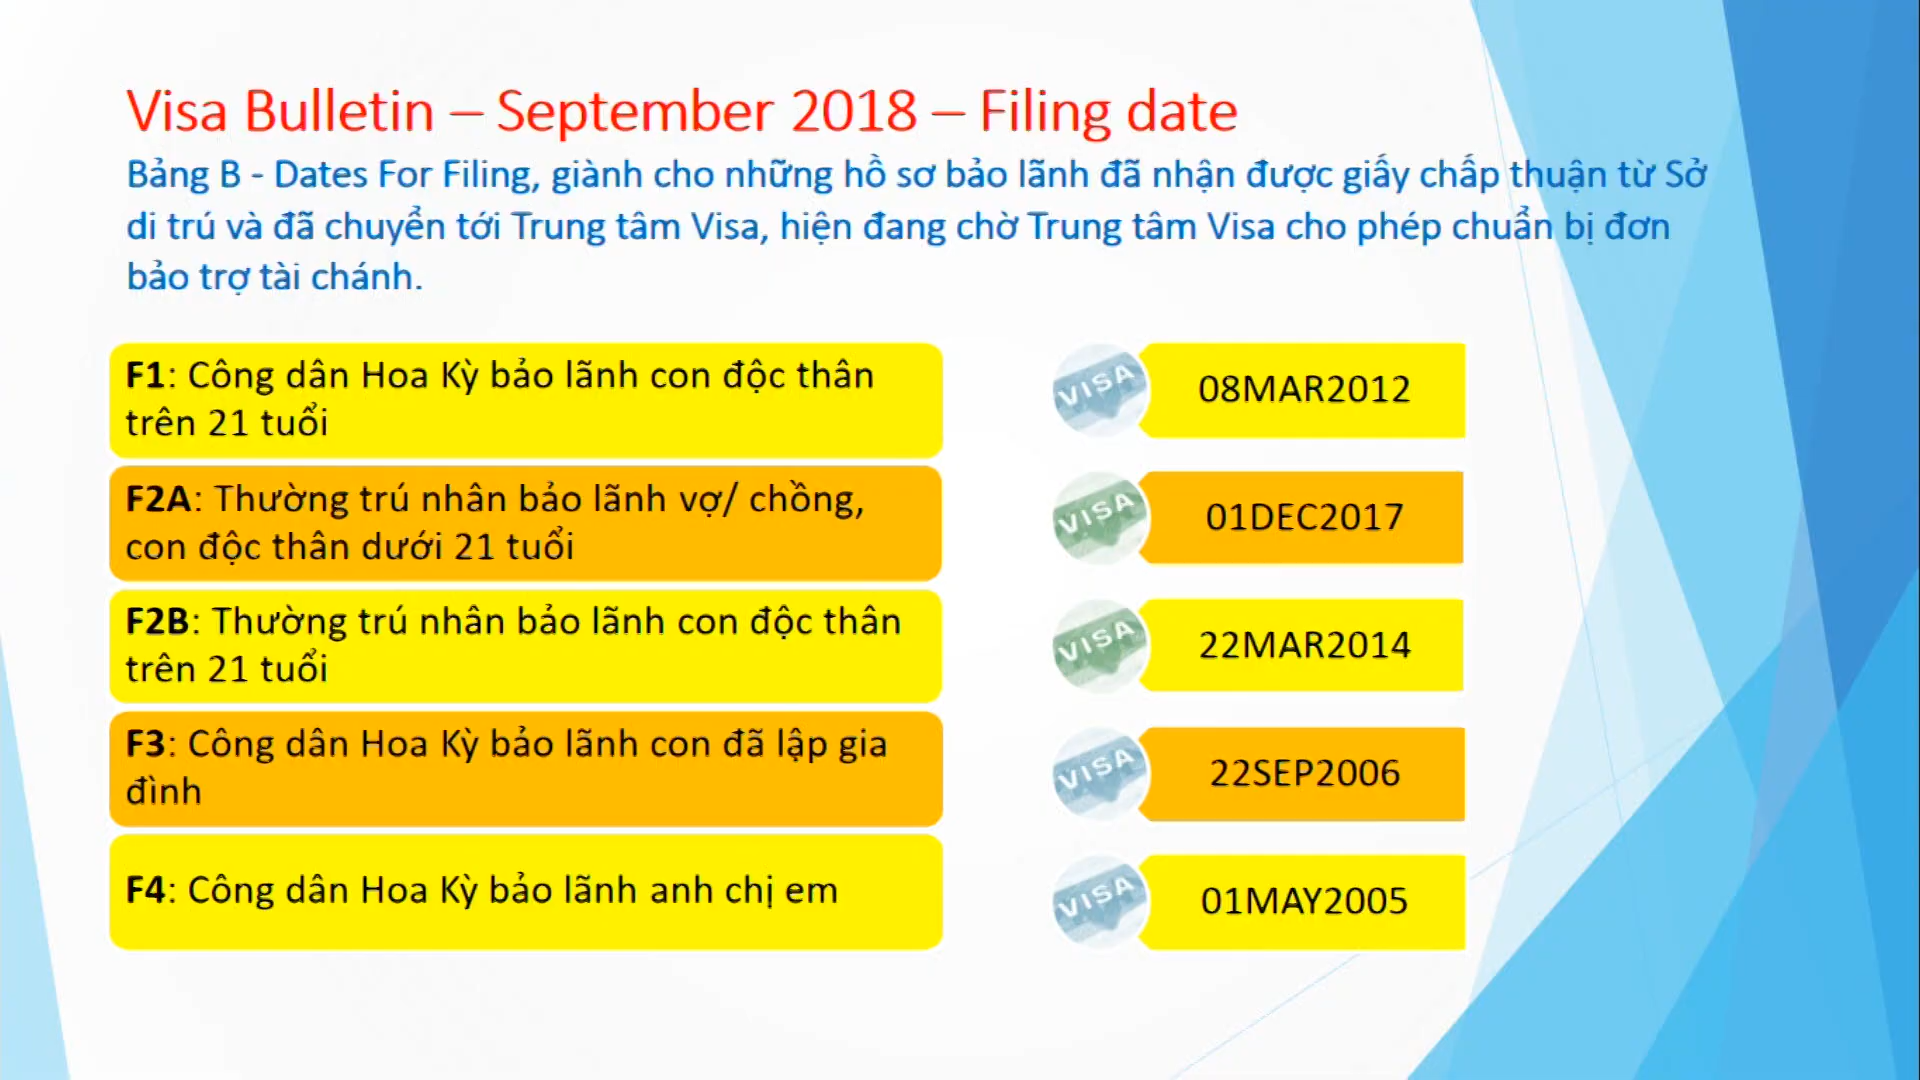 Visa Bulletin – September 2018 – Filing date
Bảng B - Dates For Filing, giành cho những hồ sơ bảo lãnh đã nhận được giấy chấp thuận từ Sở
di trú và đã chuyển tới Trung tâm Visa, hiện đang chờ Trung tâm Visa cho phép chuẩn bị đơn
bảo trợ tài chánh.
F1: Công dân Hoa Kỳ bảo lãnh con độc thân
trên 21 tuổi
VISA
08MAR2012
F2A: Thường trú nhân bảo lãnh vợ/ chồng,
con độc thân dưới 21 tuổi
VISA
01DEC2017
F2B: Thường trú nhân bảo lãnh con độc thân
trên 21 tuổi
VISA
22MAR2014
F3: Công dân Hoa Kỳ bảo lãnh con đã lập gia
đình
VISA
22SEP2006
F4: Công dân Hoa Kỳ bảo lãnh anh chị em
VISA
01MAY2005